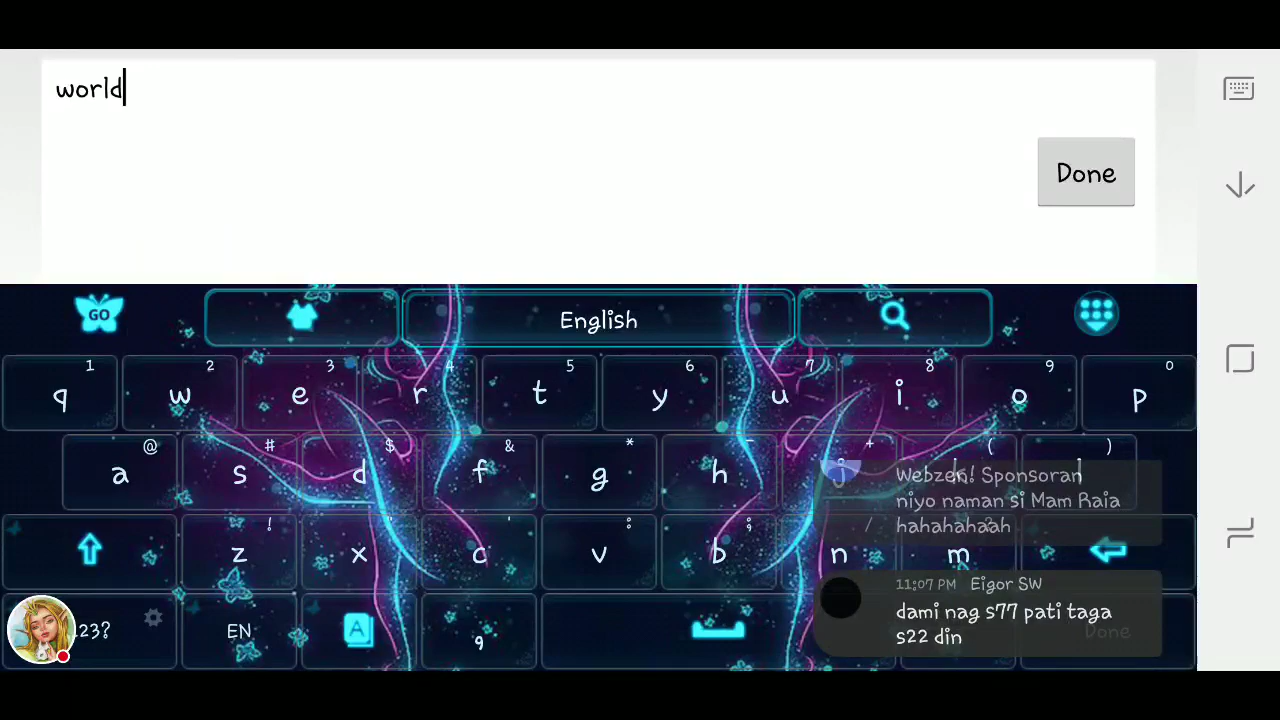 world
Done
GO
English
1 2 3 4 5 6 7 8 9 0
q w e r t y u i o p
@ # $ & * - + ( )
a s d f g h j
Webzen! Sponsoran
niyo naman si Mam Raia
hahahahaah
! ' : ; / ?
z x c v b n m
11:07 PM Eigor SW
dami nag s77 pati taga
s22 din
123? EN A , Done